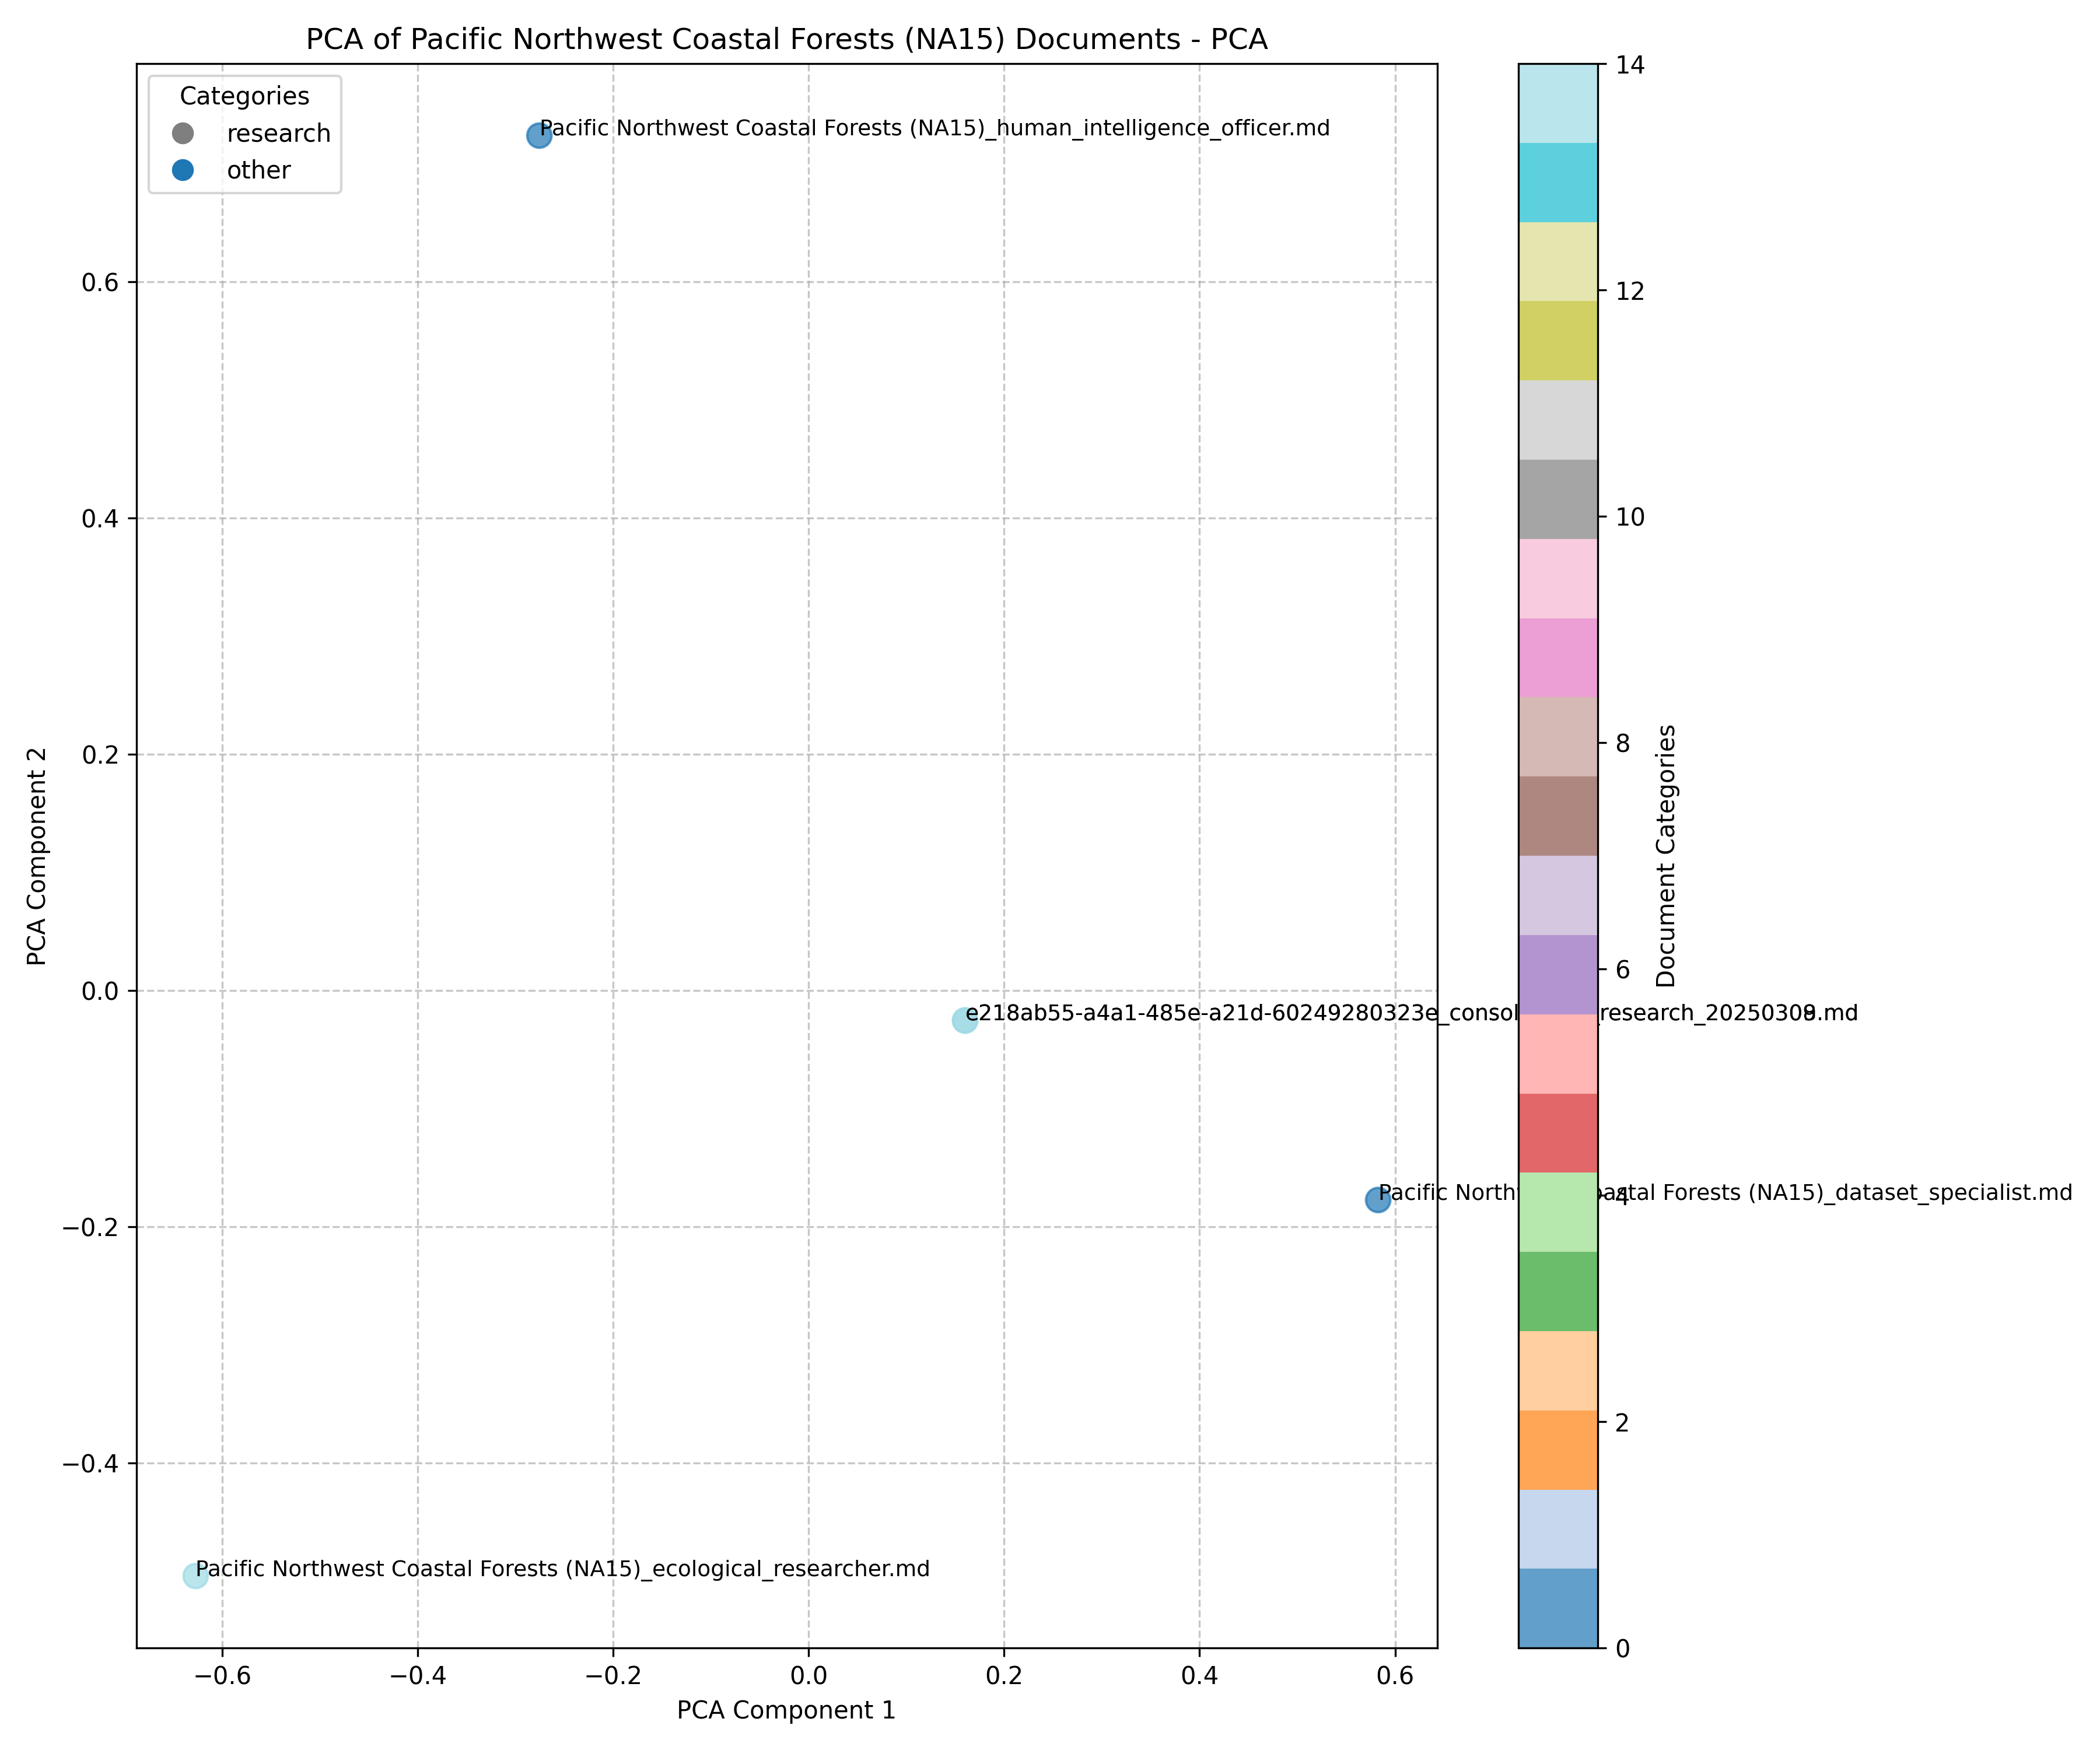 PCA of Pacific Northwest Coastal Forests (NA15) Documents - PCA
Categories
research
other
Pacific Northwest Coastal Forests (NA15)_human_intelligence_officer.md
e218ab55-a4a1-485e-a21d-60249280323e_consol research_2025030 .md
Pacific North astal Forests (NA15)_dataset_specialist.md
Pacific Northwest Coastal Forests (NA15)_ecological_researcher.md
0.6
0.4
0.2
0.0
−0.2
−0.4
PCA Component 2
−0.6
−0.4
−0.2
0.0
0.2
0.4
0.6
PCA Component 1
14
12
10
8
6
4
2
0
Document Categories